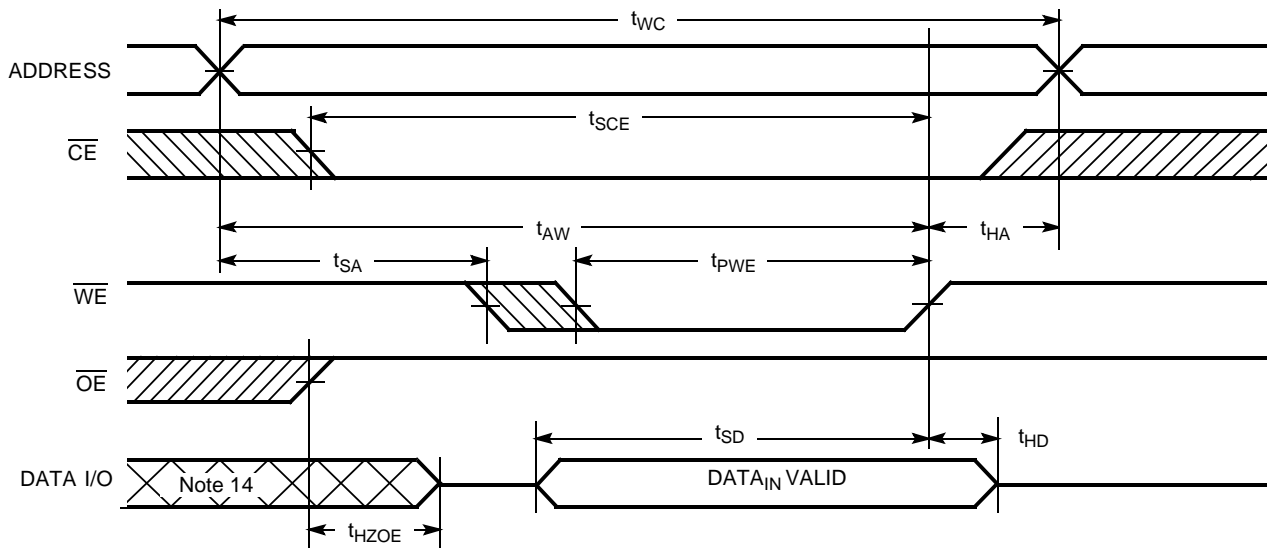 tWC
ADDRESS
tSCE
CE
tAW
tHA
tSA
tPWE
WE
OE
tSD
tHD
DATA I/O
Note 14
DATAIN VALID
tHZOE